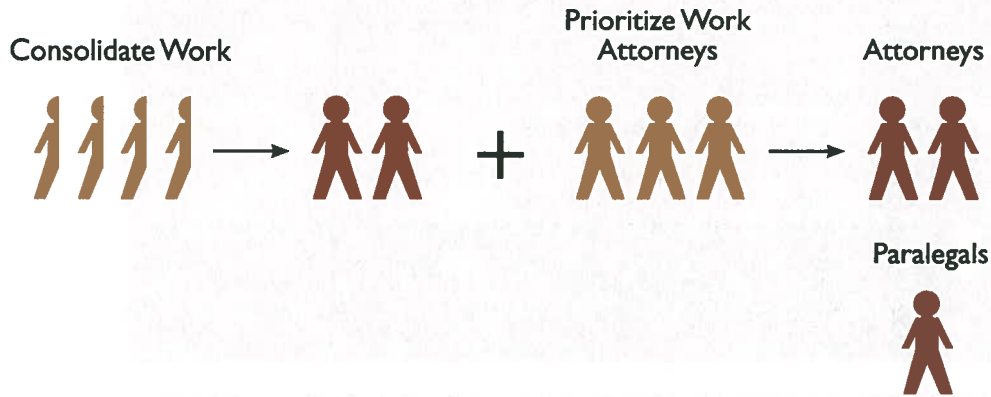 Consolidate Work
Prioritize Work
Attorneys
Attorneys
Paralegals